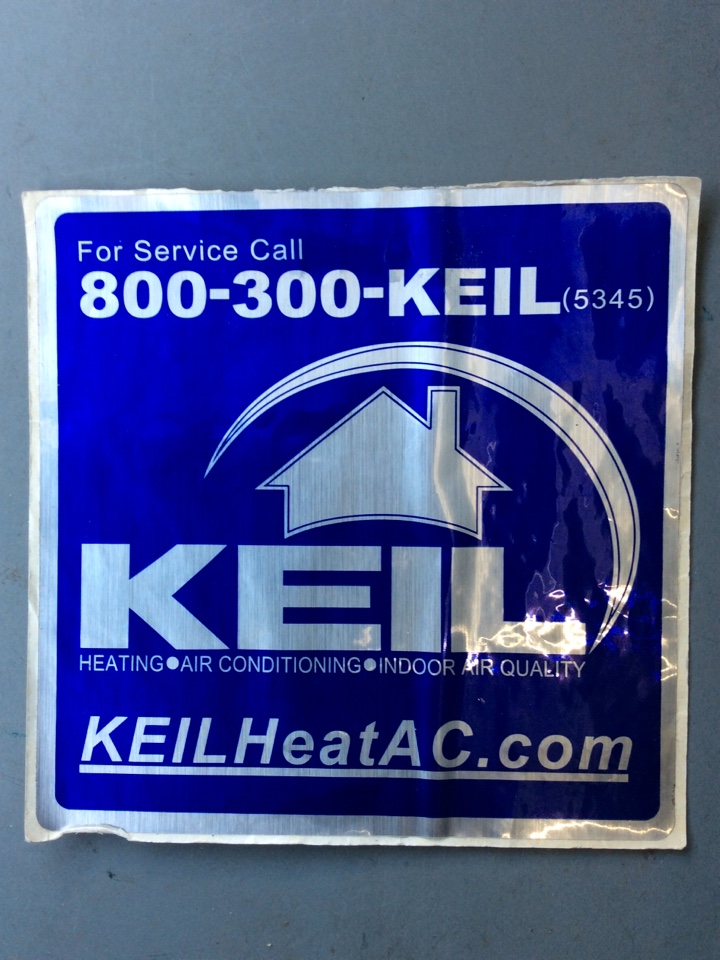 For Service Call
800-300-KEIL(5345)
KEIL
HEATING●AIR CONDITIONING●INDOOR AIR QUALITY
KEILHeatAC.com